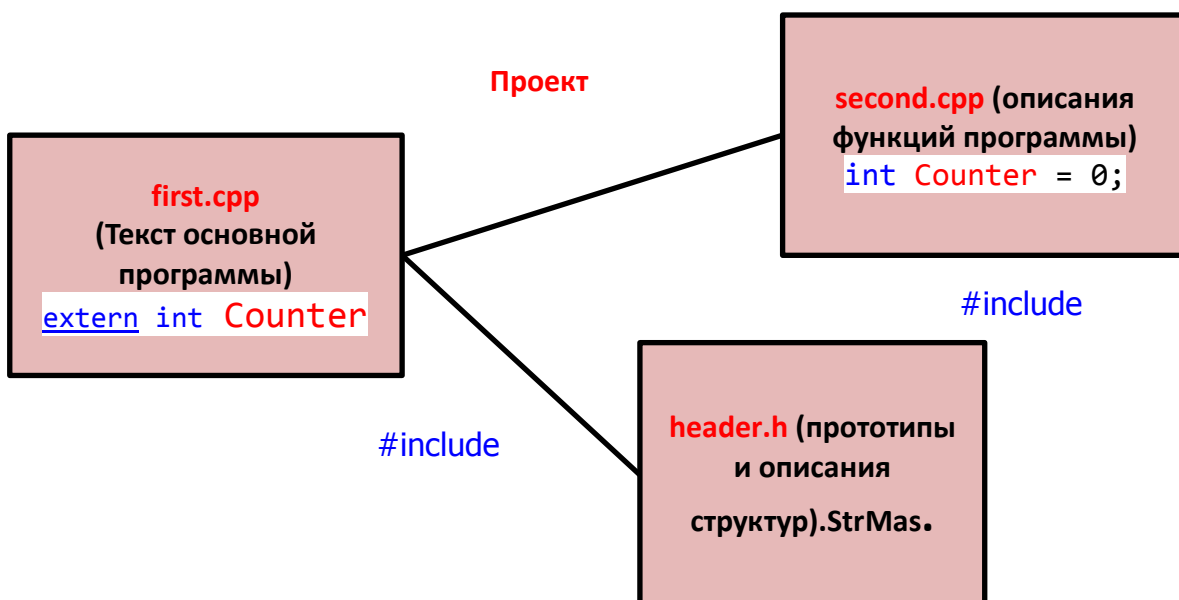 Проект
first.cpp
(Текст основной
программы)
extern int Counter
second.cpp (описания
функций программы)
int Counter = 0;
#include
#include
header.h (прототипы
и описания
структур).StrMas.